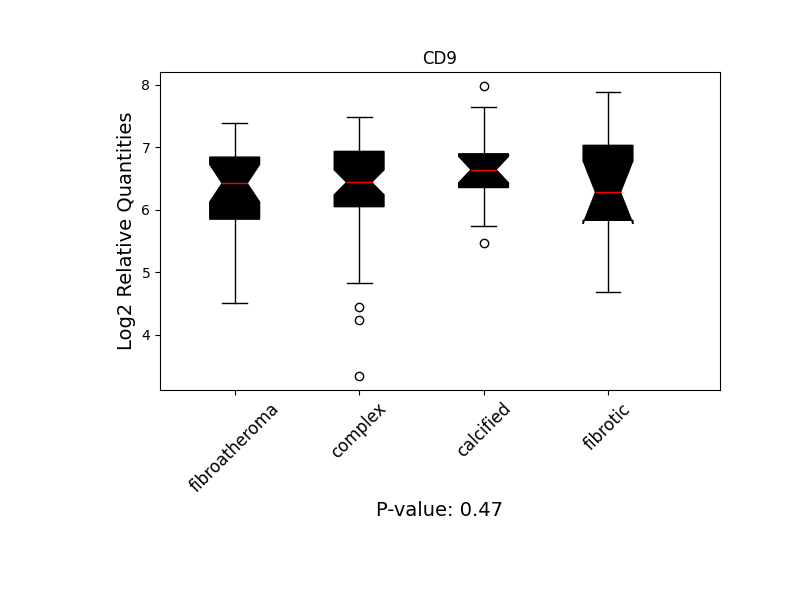 CD9
Log2 Relative Quantities
8
7
6
5
4
fibroatheroma
complex
calcified
fibrotic
P-value: 0.47